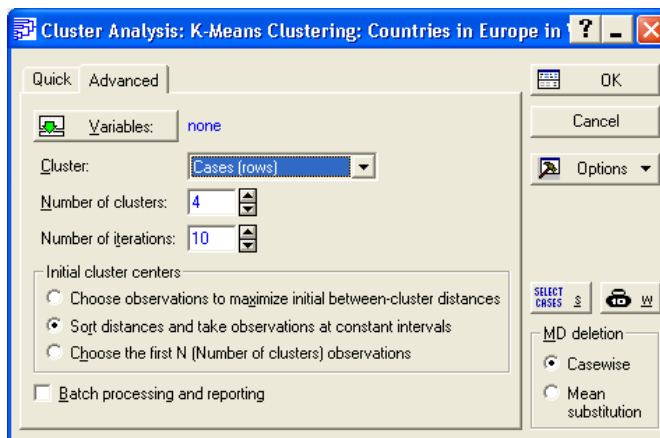 Cluster Analysis: K-Means Clustering: Countries in Europe in
Quick
Advanced
Variables:
none
Cluster:
Cases (rows)
Number of clusters:
4
Number of iterations:
10
Initial cluster centers
Choose observations to maximize initial between-cluster distances
Sort distances and take observations at constant intervals
Choose the first N (Number of clusters) observations
Batch processing and reporting
OK
Cancel
Options
SELECT
CASES
S
W
MD deletion
Casewise
Mean
substitution